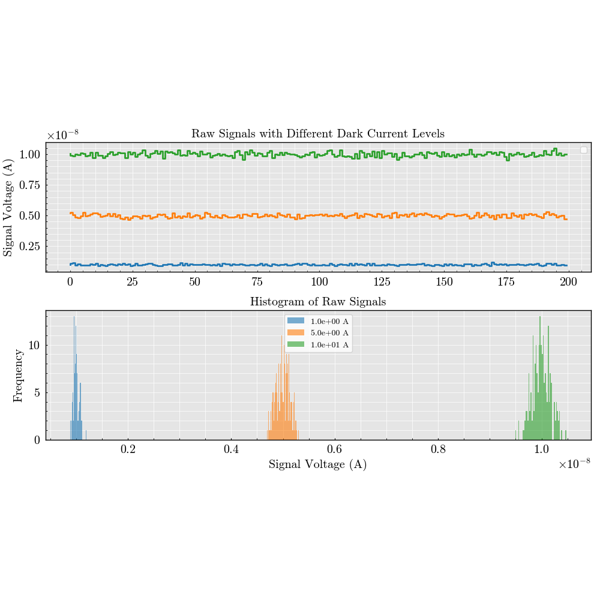 Raw Signals with Different Dark Current Levels
×10⁻⁸
1.00
0.75
0.50
0.25
Signal Voltage (A)
0 25 50 75 100 125 150 175 200
Histogram of Raw Signals
1.0e+00 A
5.0e+00 A
1.0e+01 A
10
5
0
Frequency
0.2 0.4 0.6 0.8 1.0
Signal Voltage (A)
×10⁻⁸